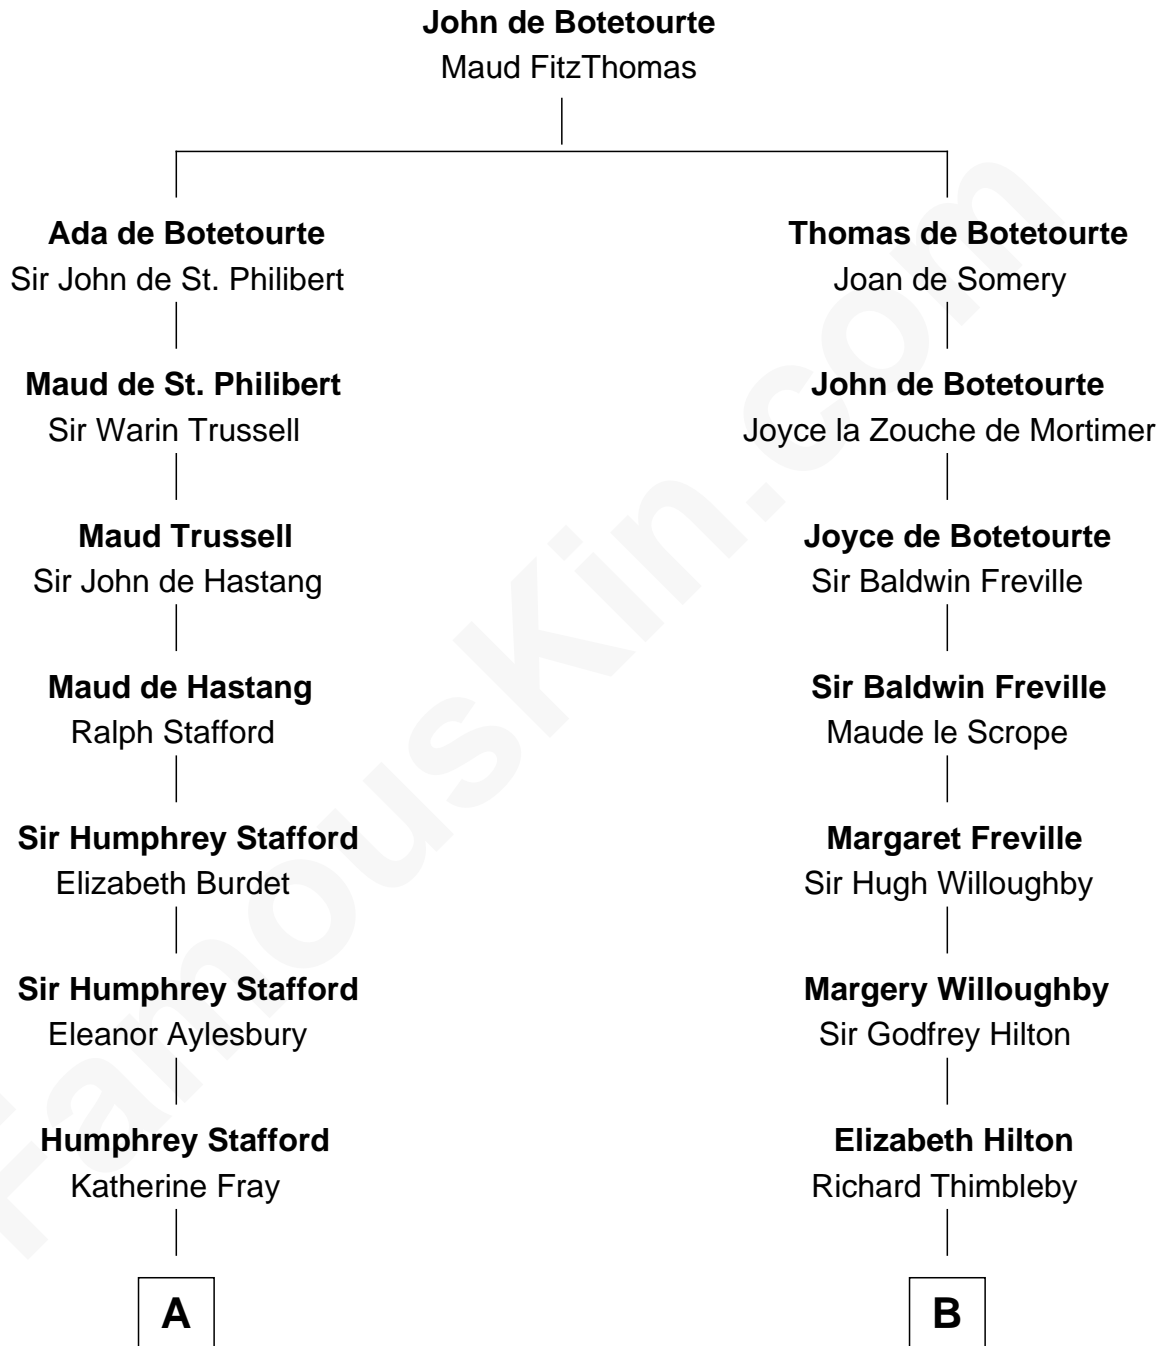 John de Botetourte
Maud FitzThomas
Ada de Botetourte
Sir John de St. Philibert
Maud de St. Philibert
Sir Warin Trussell
Maud Trussell
Sir John de Hastang
Maud de Hastang
Ralph Stafford
Sir Humphrey Stafford
Elizabeth Burdet
Sir Humphrey Stafford
Eleanor Aylesbury
Humphrey Stafford
Katherine Fray
A
Thomas de Botetourte
Joan de Somery
John de Botetourte
Joyce la Zouche de Mortimer
Joyce de Botetourte
Sir Baldwin Freville
Sir Baldwin Freville
Maude le Scrope
Margaret Freville
Sir Hugh Willoughby
Margery Willoughby
Sir Godfrey Hilton
Elizabeth Hilton
Richard Thimbleby
B
FamousKin.com